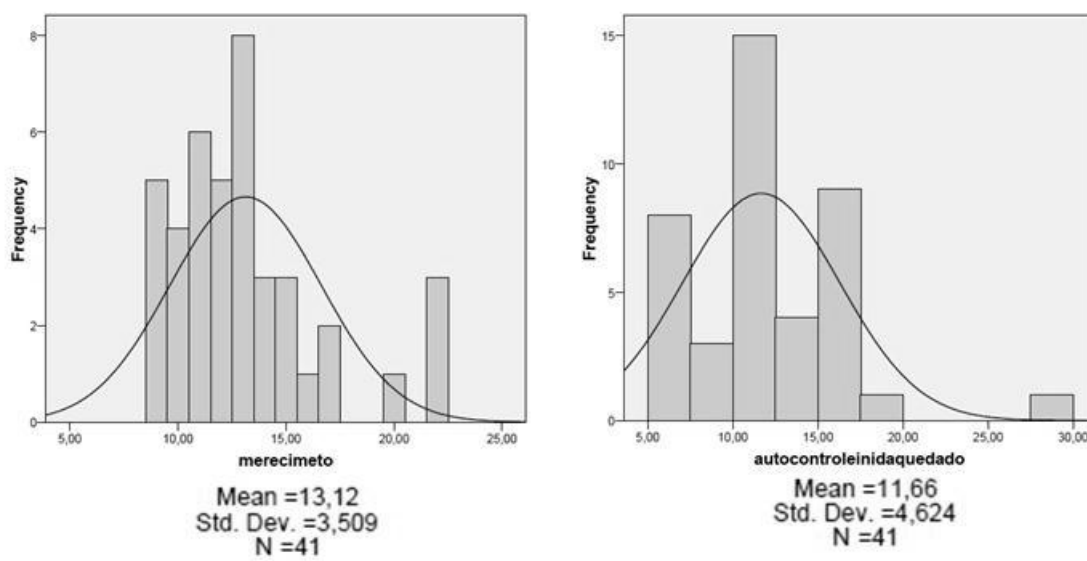 Frequency
8
6
4
2
0
5,00
10,00
15,00
20,00
25,00
merecimeto
Mean =13,12
Std. Dev. =3,509
N =41
Frequency
15
10
5
0
5,00
10,00
15,00
20,00
25,00
30,00
autocontroleinidaquedado
Mean =11,66
Std. Dev. =4,624
N =41